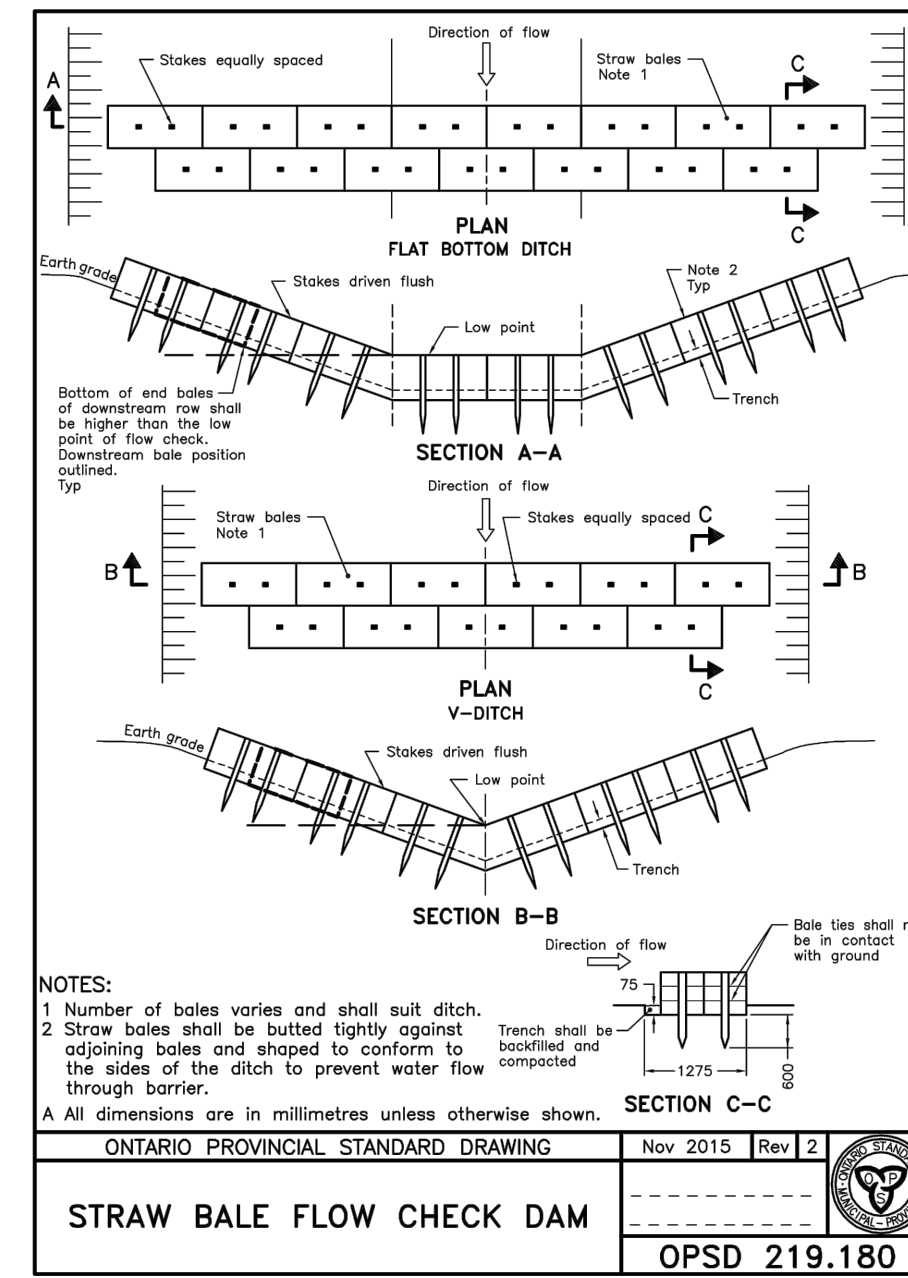 Direction of flow
Stakes equally spaced
Straw bales
Note 1
A
C
C
PLAN
FLAT BOTTOM DITCH
Earth grade
Stakes driven flush
Note 2
Typ
Low point
Trench
Bottom of end bales
of downstream row shall
be higher than the low
point of flow check.
Downstream bale position
outlined.
Typ
SECTION A-A
Direction of flow
Straw bales
Note 1
Stakes equally spaced
C
B
B
C
PLAN
V-DITCH
Earth grade
Stakes driven flush
Low point
Trench
SECTION B-B
Bale ties shall
be in contact
with ground
Direction of flow
75
Trench shall be
backfilled and
compacted
1275
600
SECTION C-C
NOTES:
1 Number of bales varies and shall suit ditch.
2 Straw bales shall be butted tightly against
adjoining bales and shaped to conform to
the sides of the ditch to prevent water flow
through barrier.
A All dimensions are in millimetres unless otherwise shown.
ONTARIO PROVINCIAL STANDARD DRAWING
Nov 2015 Rev 2
STRAW BALE FLOW CHECK DAM
ONTARIO
MUNICIPAL
OPS
OPSD 219.180